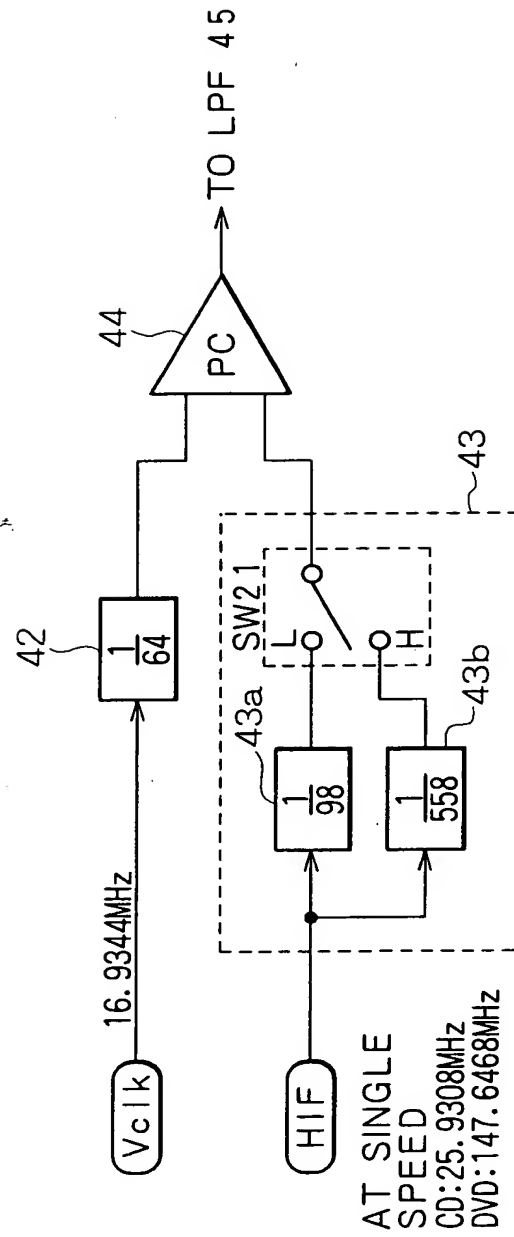 Vclk
16.9344MHz
42
1
64
44
PC
TO LPF 45
HIF
AT SINGLE
SPEED
CD:25.9308MHz
DVD:147.6468MHz
43a
1
98
43b
1
558
SW21
L
H
43